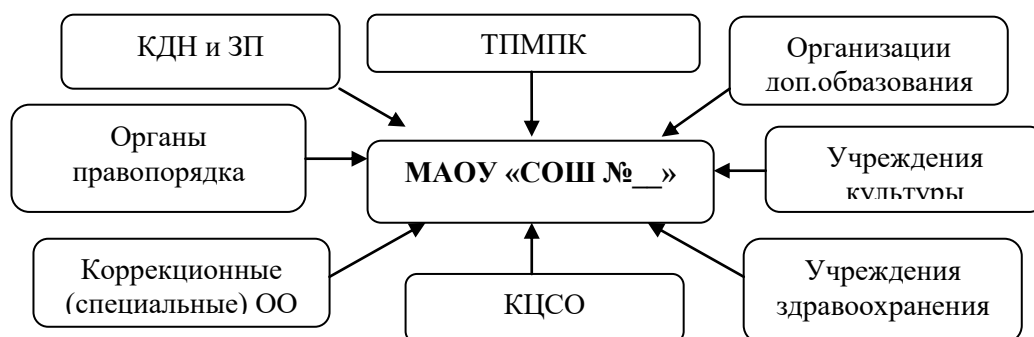 КДН и ЗП
ТПМПК
Организации
доп.образования
Органы
правопорядка
МАОУ «СОШ №__»
Учреждения
культуры
Коррекционные
(специальные) ОО
КЦСО
Учреждения
здравоохранения